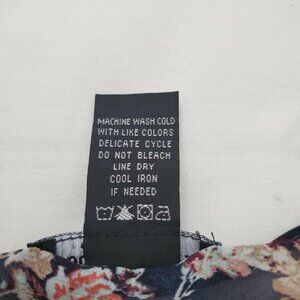 MACHINE WASH COLD
WITH LIKE COLORS
DELICATE CYCLE
DO NOT BLEACH
LINE DRY
COOL IRON
IF NEEDED